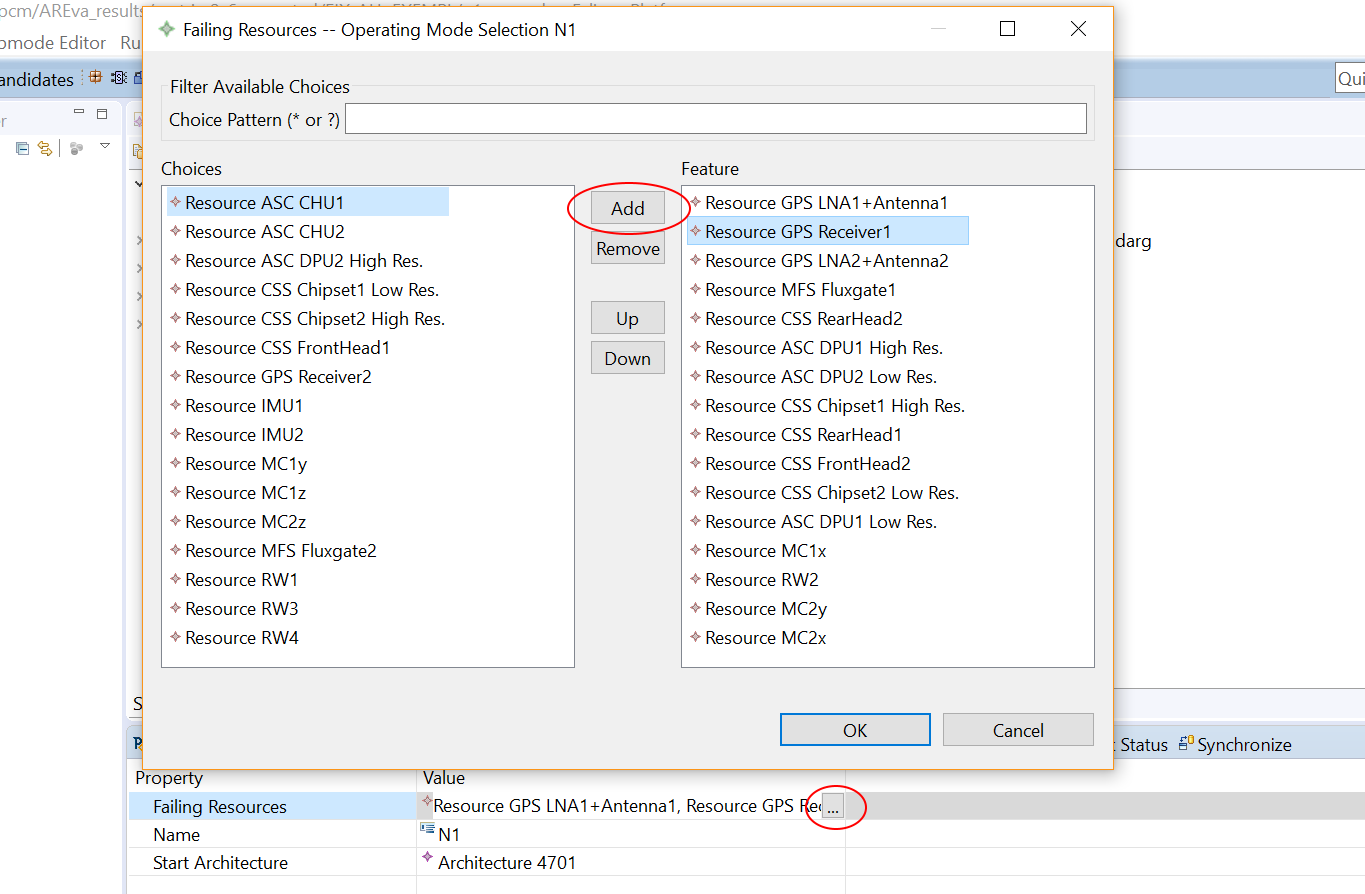 pcm/AREva_results
Failing Resources -- Operating Mode Selection N1
omode Editor Ru
andidates
Qui
Filter Available Choices
Choice Pattern (* or ?)
Choices
Feature
Resource ASC CHU1
Resource ASC CHU2
Resource ASC DPU2 High Res.
Resource CSS Chipset1 Low Res.
Resource CSS Chipset2 High Res.
Resource CSS FrontHead1
Resource GPS Receiver2
Resource IMU1
Resource IMU2
Resource MC1y
Resource MC1z
Resource MC2z
Resource MFS Fluxgate2
Resource RW1
Resource RW3
Resource RW4
Add
Remove
Up
Down
Resource GPS LNA1+Antenna1
Resource GPS Receiver1
Resource GPS LNA2+Antenna2
Resource MFS Fluxgate1
Resource CSS RearHead2
Resource ASC DPU1 High Res.
Resource ASC DPU2 Low Res.
Resource CSS Chipset1 High Res.
Resource CSS RearHead1
Resource CSS FrontHead2
Resource CSS Chipset2 Low Res.
Resource ASC DPU1 Low Res.
Resource MC1x
Resource RW2
Resource MC2y
Resource MC2x
darg
OK
Cancel
Status
Synchronize
Property Value
Failing Resources Resource GPS LNA1+Antenna1, Resource GPS Rec ...
Name N1
Start Architecture Architecture 4701